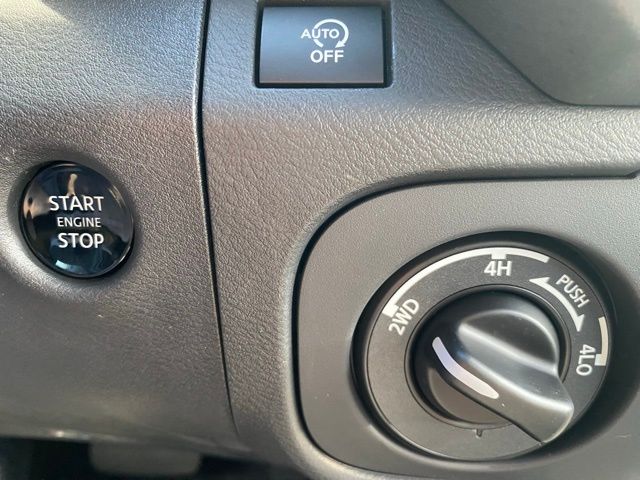 AUTO
OFF
START
ENGINE
STOP
2WD
4H
PUSH
4LO